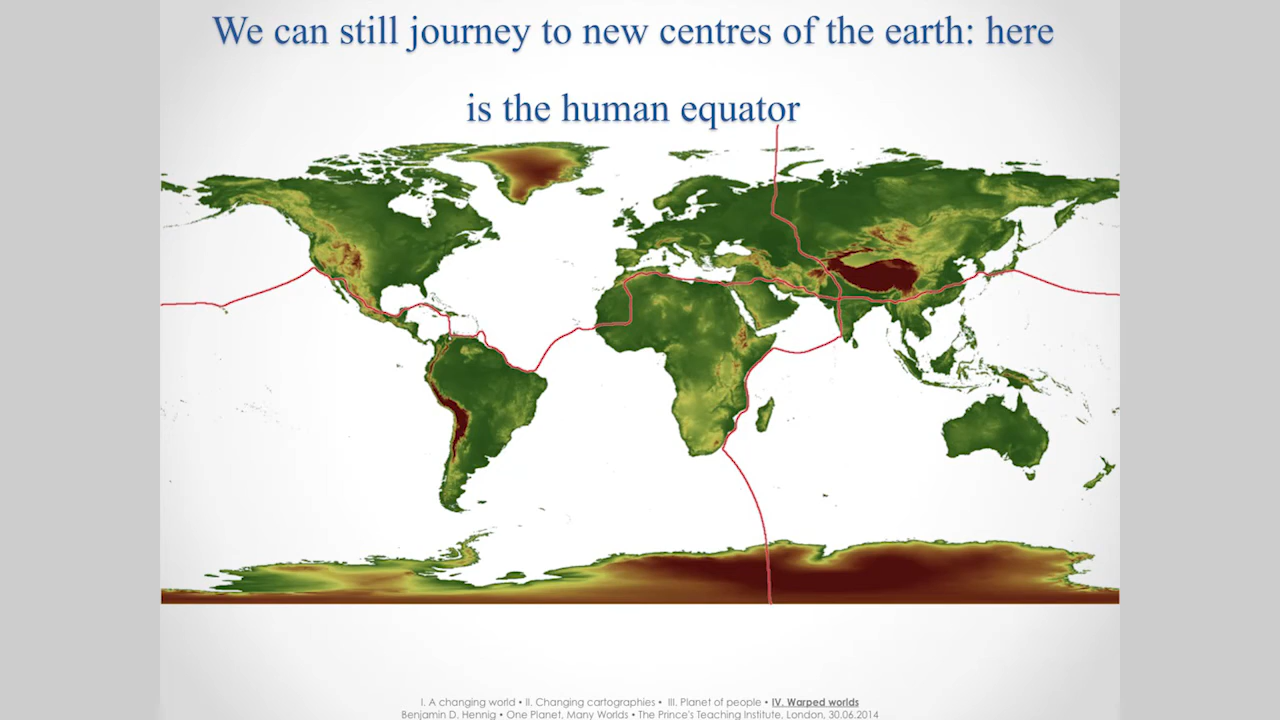 We can still journey to new centres of the earth: here
is the human equator
I. A changing world • II. Changing cartographies • III. Planet of people • IV. Warped worlds
Benjamin D. Hennig • One Planet, Many Worlds • The Prince's Teaching Institute, London, 30.06.2014